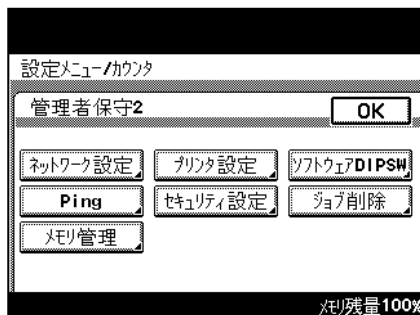 設定ﾒﾆｭｰ/ｶｳﾝﾀ
管理者保守2
OK
ﾈｯﾄﾜｰｸ設定 ﾌﾟﾘﾝﾀ設定 ｿﾌﾄｳｪｱDIPSW
Ping ｾｷｭﾘﾃｨ設定 ｼﾞｮﾌﾞ削除
ﾒﾓﾘ管理
ﾒﾓﾘ残量100%